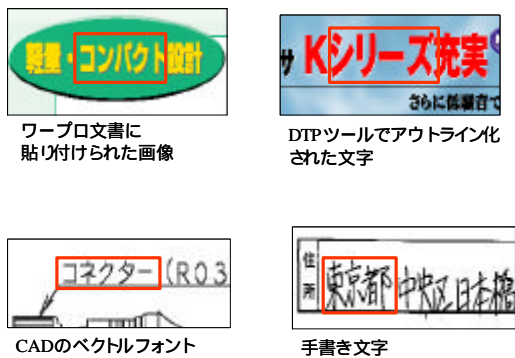 軽量・コンパクト設計
ワープロ文書に
貼り付けられた画像
サ Kシリーズ充実
さらに
DTPツールでアウトライン化
された文字
コネクター (R03
CADのベクトルフォント
住所 東京都中央区日本橋
手書き文字